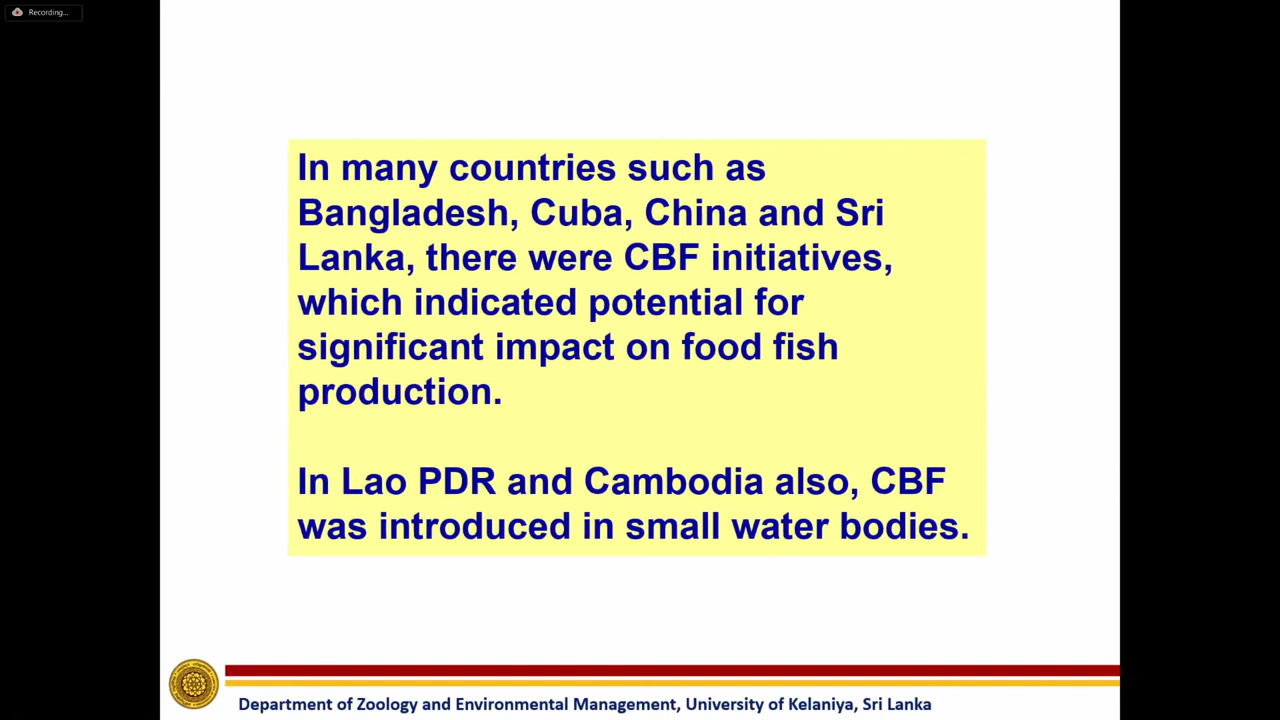 Recording...
In many countries such as
Bangladesh, Cuba, China and Sri
Lanka, there were CBF initiatives,
which indicated potential for
significant impact on food fish
production.
In Lao PDR and Cambodia also, CBF
was introduced in small water bodies.
Department of Zoology and Environmental Management, University of Kelaniya, Sri Lanka